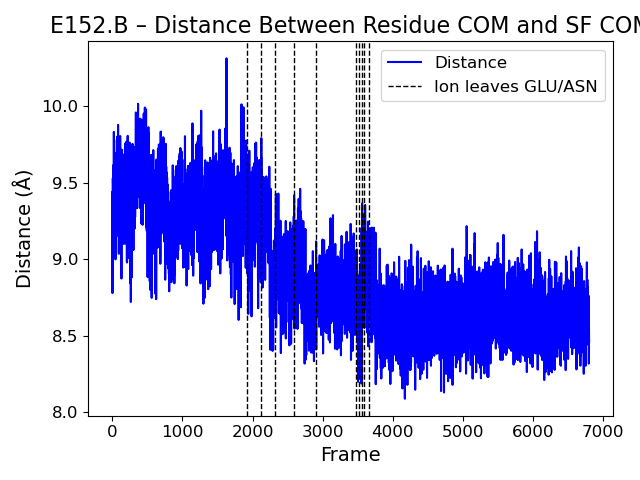 E152.B – Distance Between Residue COM and SF COM
Distance
Ion leaves GLU/ASN
Distance (Å)
10.0
9.5
9.0
8.5
8.0
0 1000 2000 3000 4000 5000 6000 7000
Frame